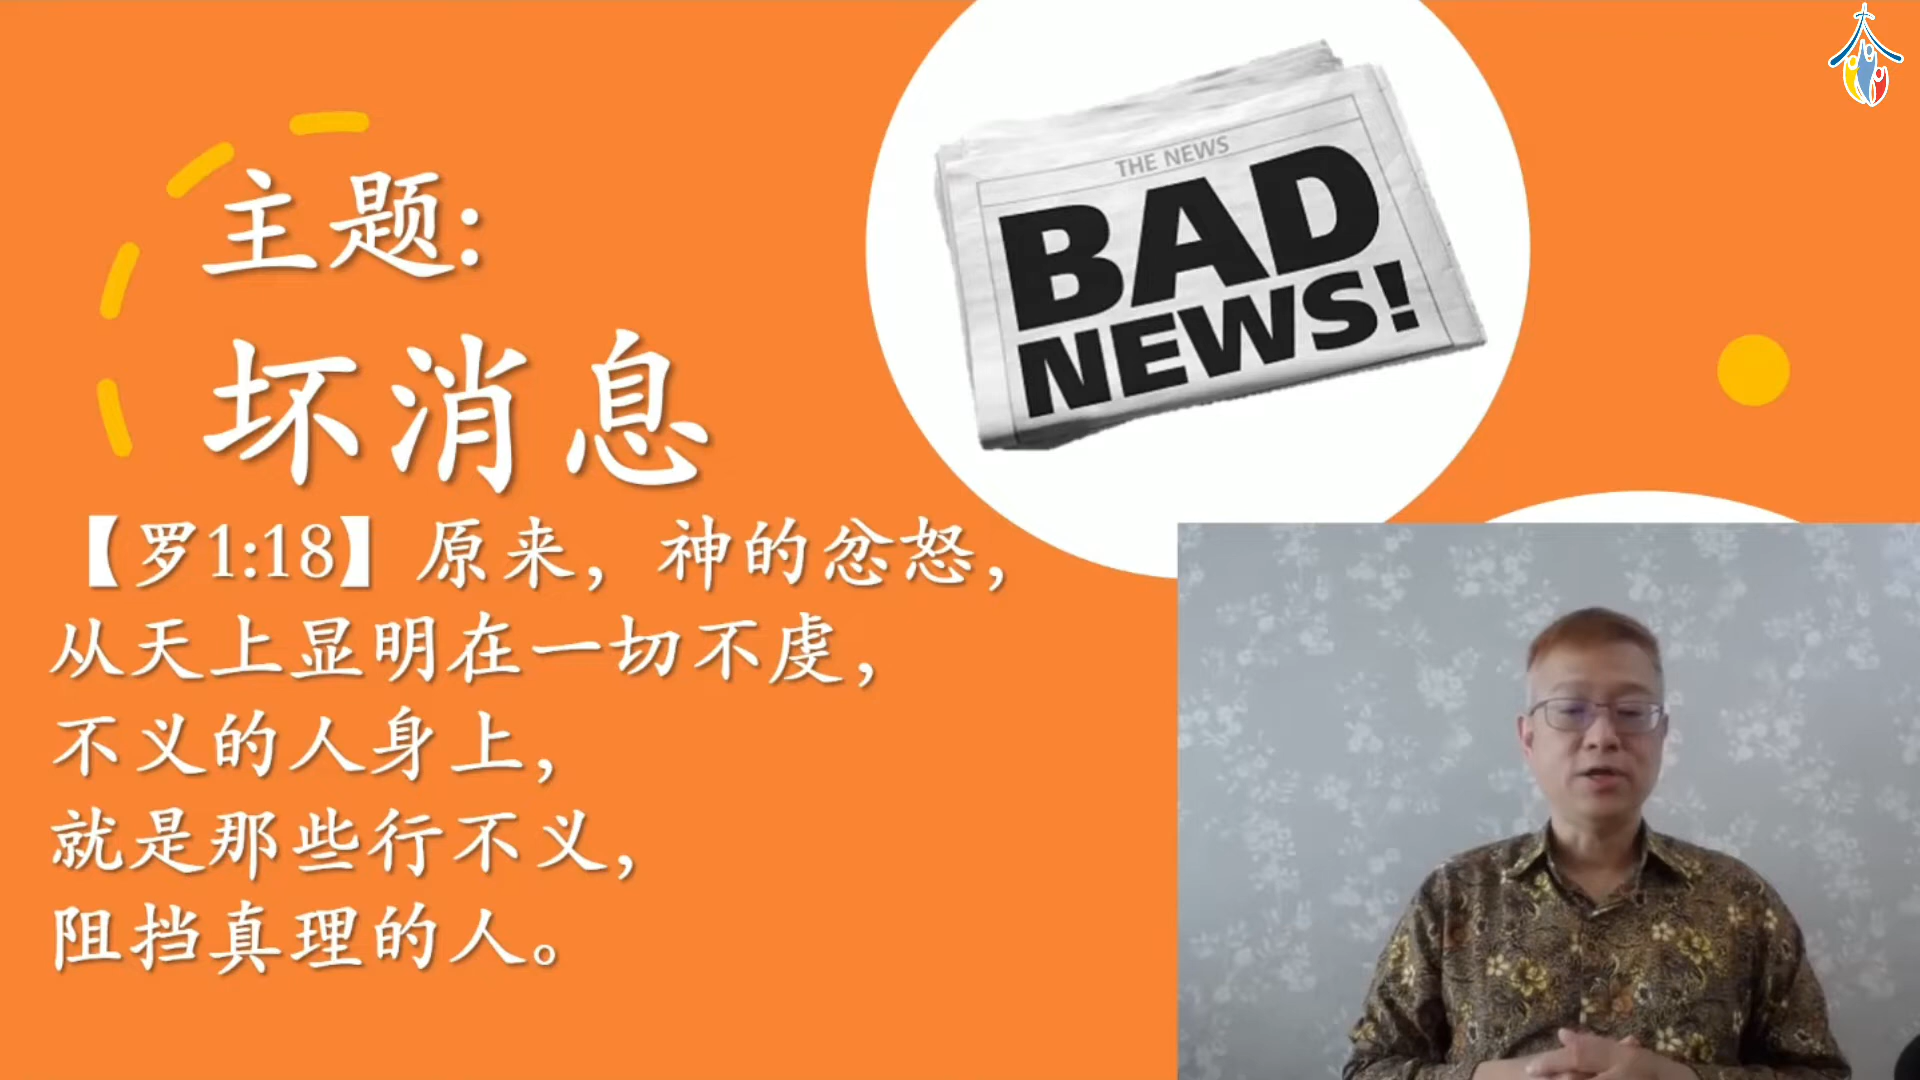 主题:
坏消息
THE NEWS
BAD
NEWS!
【罗1:18】原来，神的忿怒，
从天上显明在一切不虔，
不义的人身上，
就是那些行不义，
阻挡真理的人。